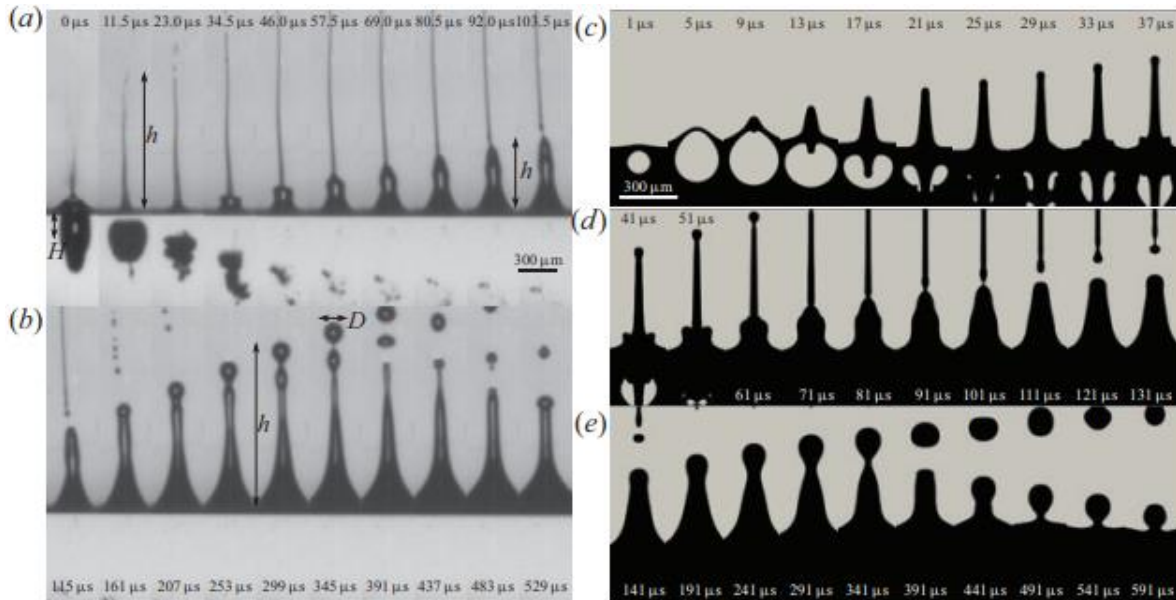 (a)
0 μs 11.5 μs 23.0 μs 34.5 μs 46.0 μs 57.5 μs 69.0 μs 80.5 μs 92.0 μs 103.5 μs
h
h
H
300 μm
(b)
D
h
115 μs 161 μs 207 μs 253 μs 299 μs 345 μs 391 μs 437 μs 483 μs 529 μs
(c)
1 μs 5 μs 9 μs 13 μs 17 μs 21 μs 25 μs 29 μs 33 μs 37 μs
300 μm
(d)
41 μs 51 μs
61 μs 71 μs 81 μs 91 μs 101 μs 111 μs 121 μs 131 μs
(e)
141 μs 191 μs 241 μs 291 μs 341 μs 391 μs 441 μs 491 μs 541 μs 591 μs